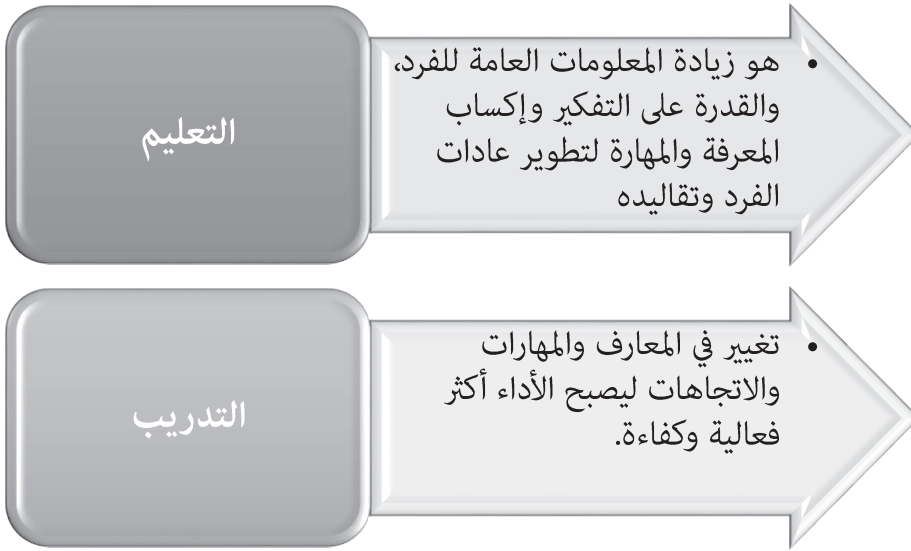 التعليم
• هو زيادة المعلومات العامة للفرد،
والقدرة على التفكير وإكساب
المعرفة والمهارة لتطوير عادات
الفرد وتقاليده
التدريب
• تغيير في المعارف والمهارات
والاتجاهات ليصبح الأداء أكثر
فعالية وكفاءة.